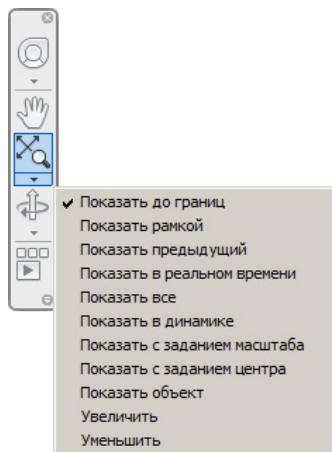 Показать до границ
Показать рамкой
Показать предыдущий
Показать в реальном времени
Показать все
Показать в динамике
Показать с заданием масштаба
Показать с заданием центра
Показать объект
Увеличить
Уменьшить